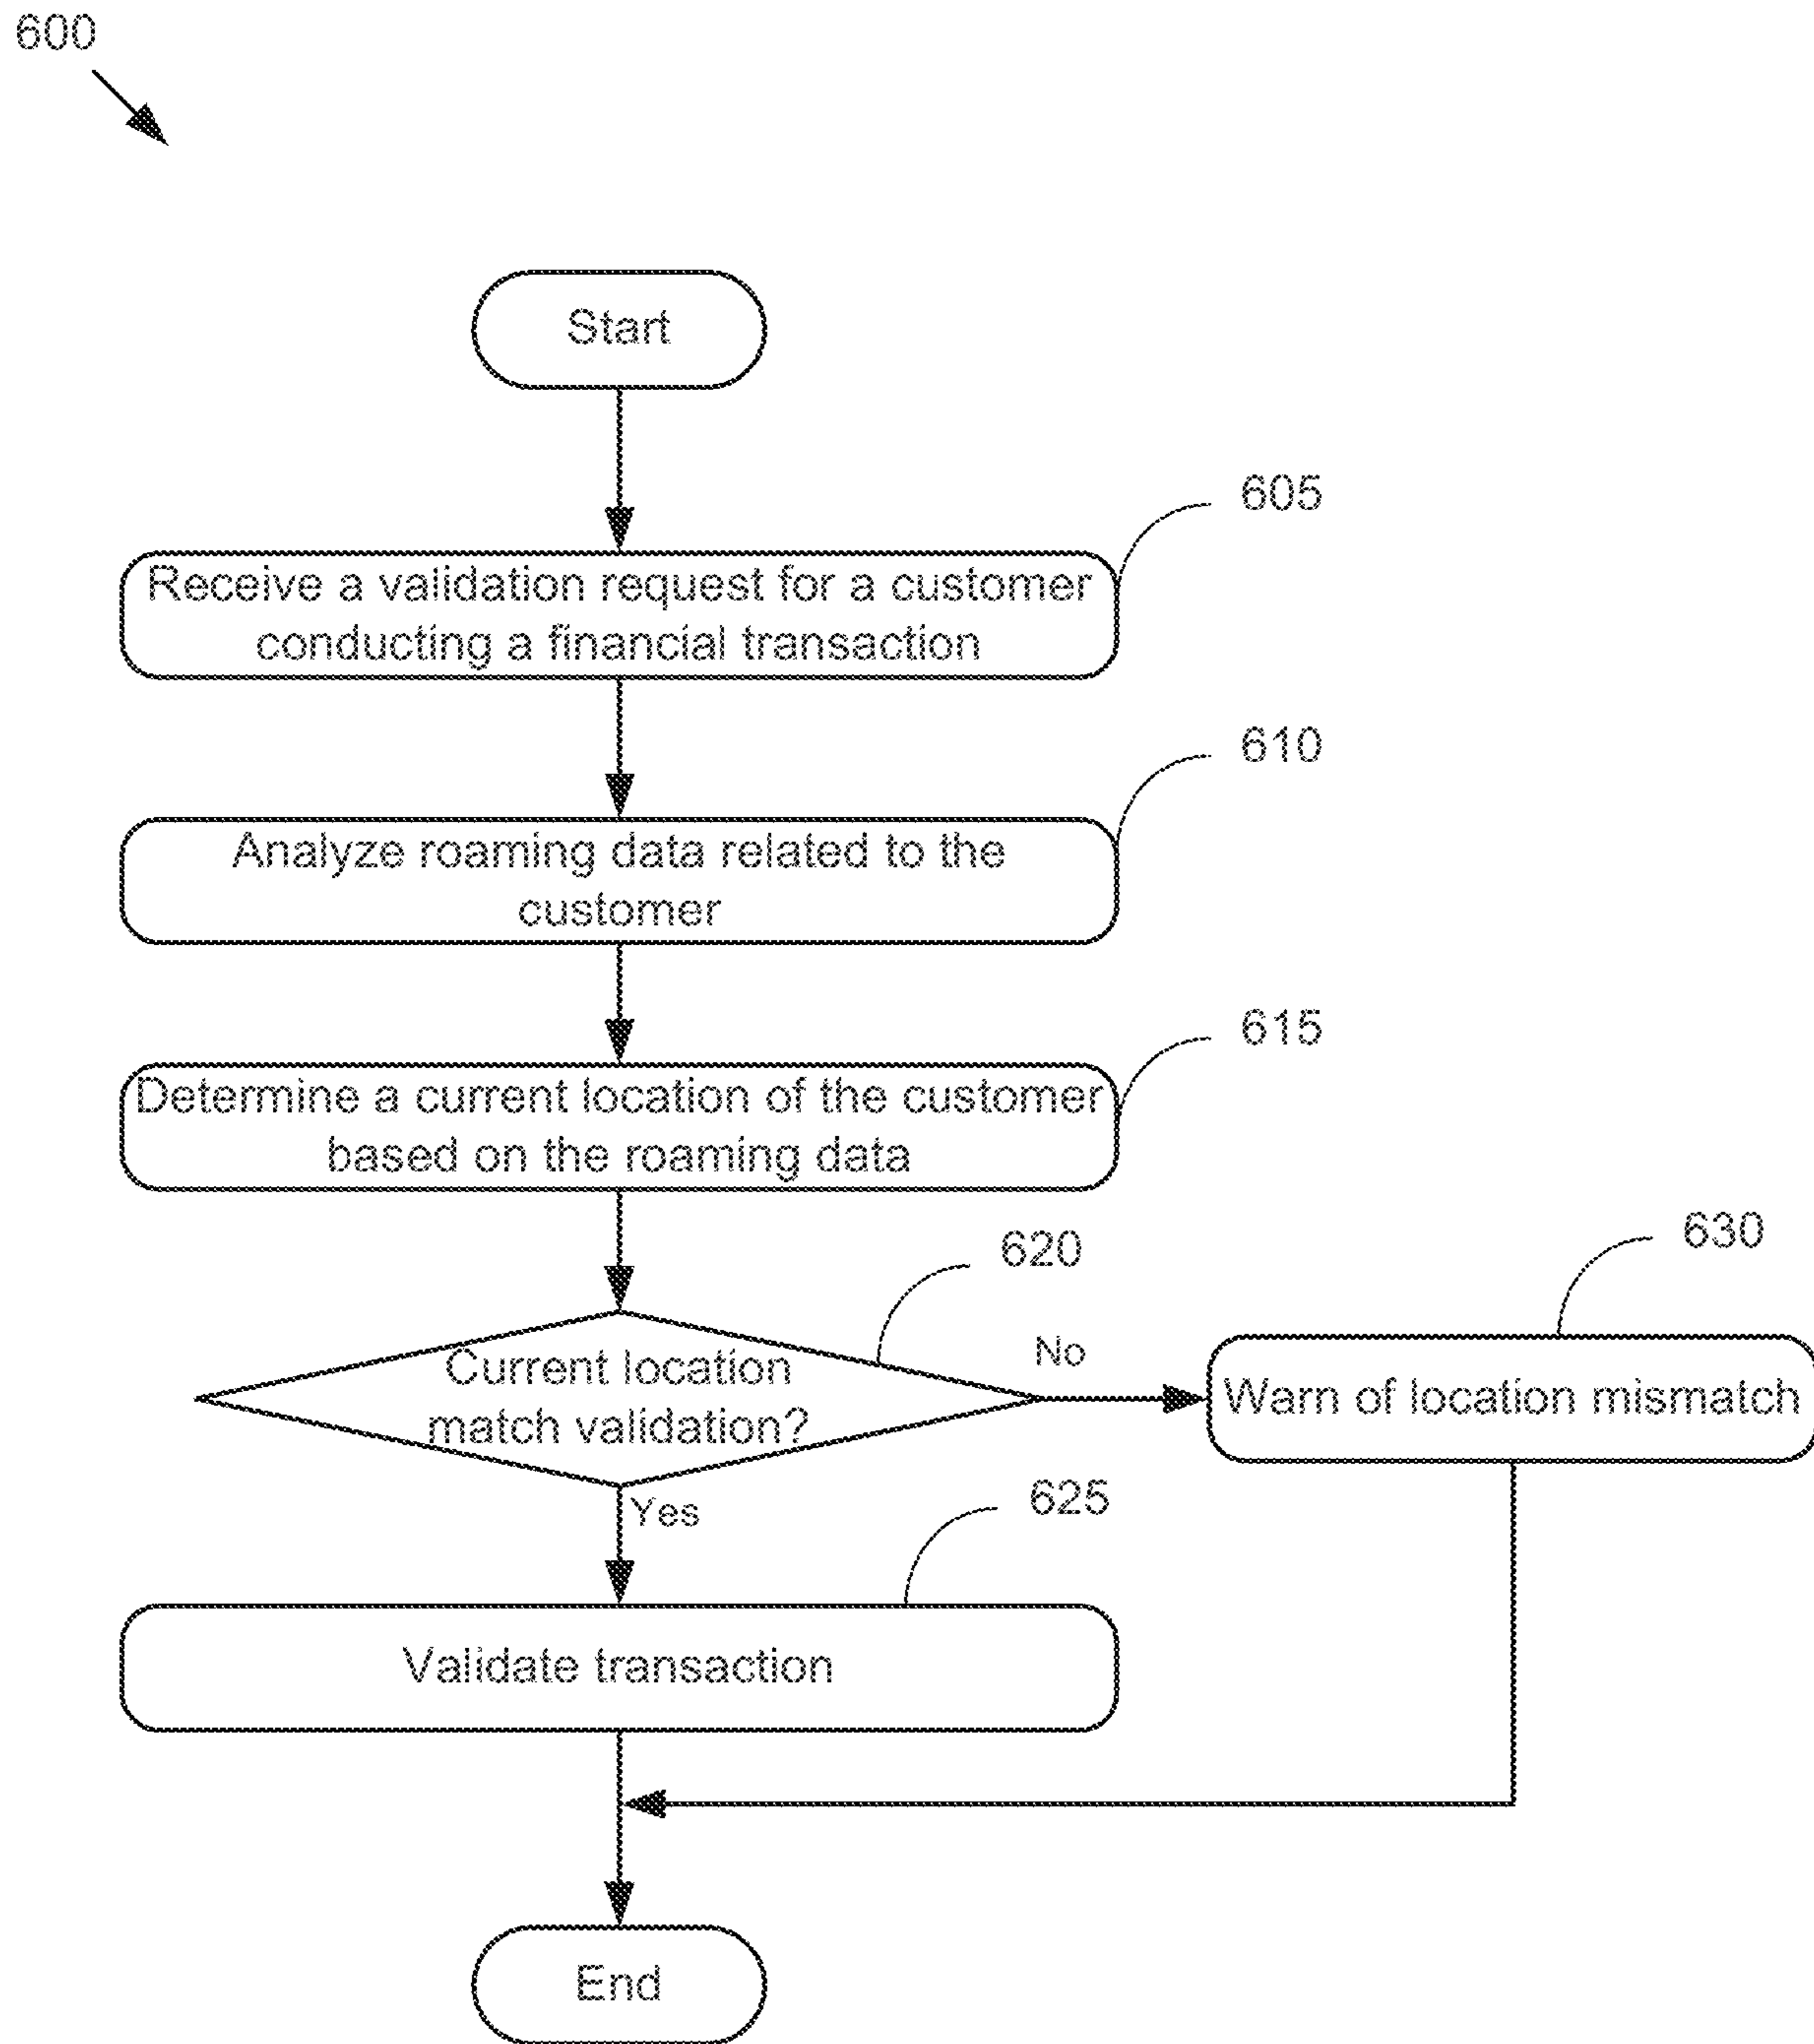 600
Start
605
Receive a validation request for a customer
conducting a financial transaction
610
Analyze roaming data related to the
customer
615
Determine a current location of the customer
based on the roaming data
620
630
Current location
match validation?
No
Warn of location mismatch
Yes
625
Validate transaction
End